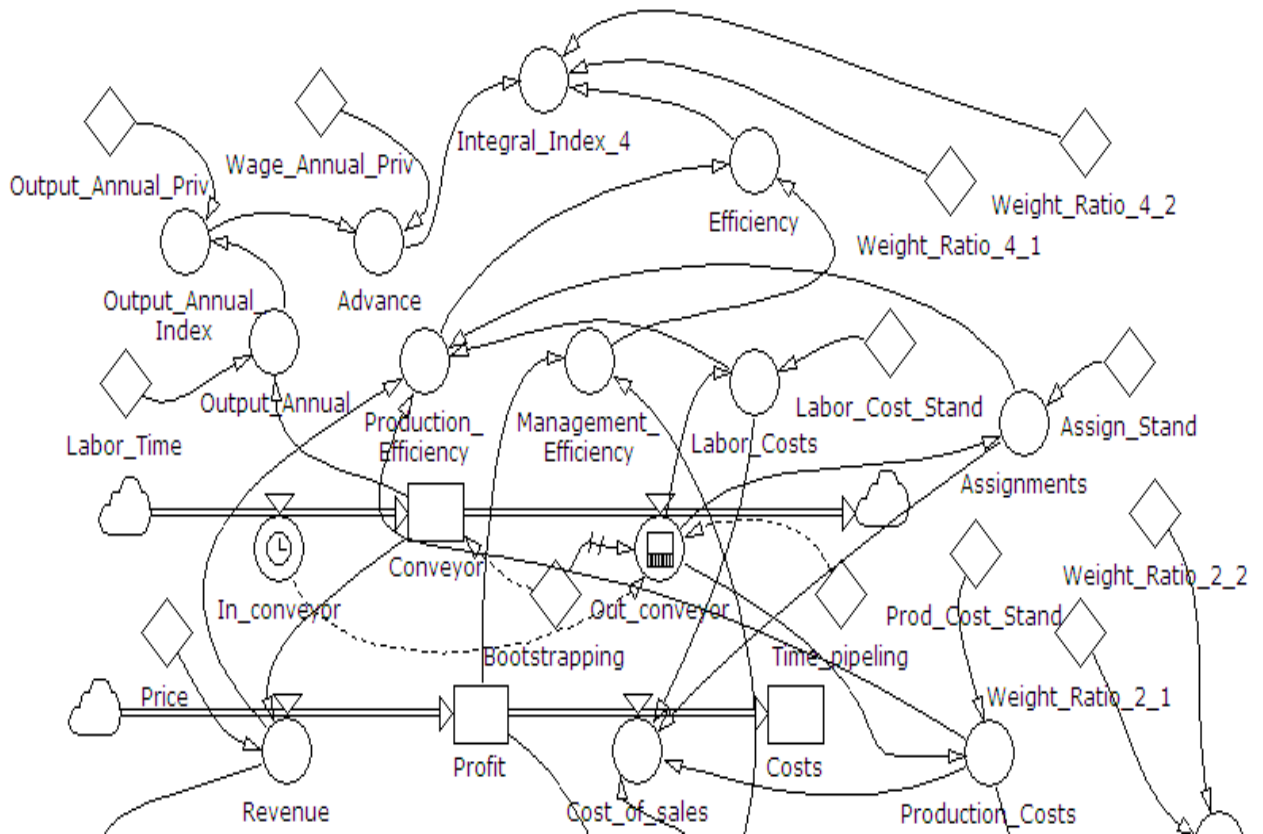 Integral_Index_4
Wage_Annual_Priv
Output_Annual_Priv
Weight_Ratio_4_2
Efficiency
Weight_Ratio_4_1
Output_Annual_
Index
Advance
Output_Annual
Labor_Cost_Stand
Production_
Efficiency
Management_
Efficiency
Assign_Stand
Labor_Time
Labor_Costs
Assignments
Conveyor
Weight_Ratio_2_2
In_conveyor
Out_conveyor
Prod_Cost_Stand
Bootstrapping
Time_pipeling
Price
Weight_Ratio_2_1
Profit
Costs
Revenue
Cost_of_sales
Production_Costs